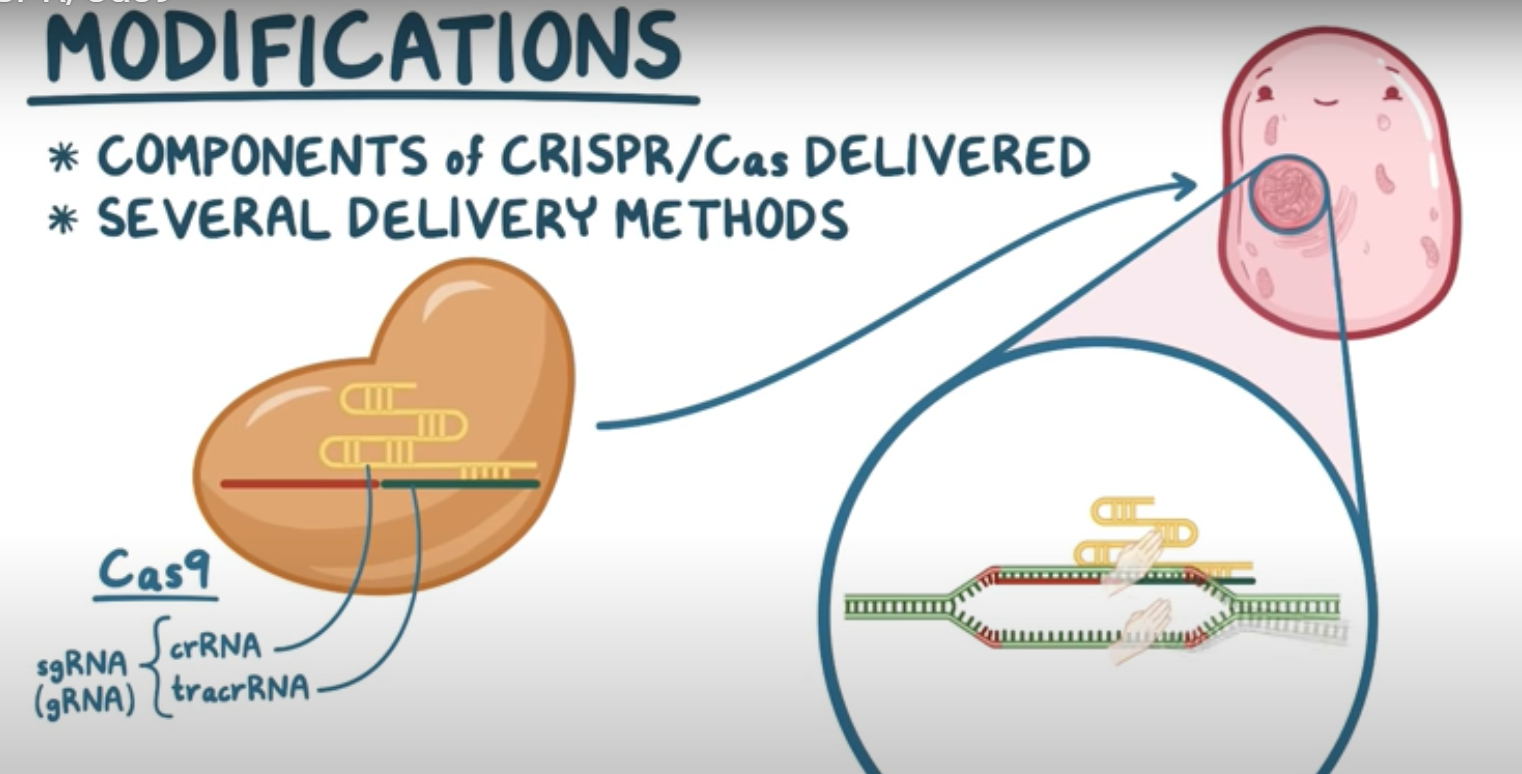 MODIFICATIONS
* COMPONENTS of CRISPR/Cas DELIVERED
* SEVERAL DELIVERY METHODS
Cas9
sgRNA
(gRNA)
crRNA
tracrRNA